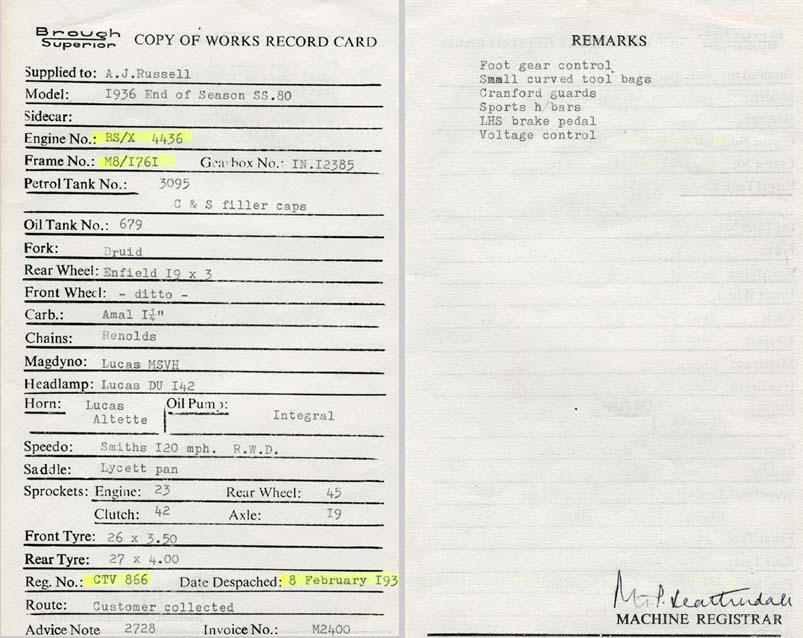 Brough
Superior COPY OF WORKS RECORD CARD
Supplied to: A.J.Russell
Model: I936 End of Season SS.80
Sidecar:
Engine No.: BS/X 4436
Frame No.: M8/I76I Gearbox No.: IN.I2385
Petrol Tank No.: 3095
C & S filler caps
Oil Tank No.: 679
Fork: Druid
Rear Wheel: Enfield I9 x 3
Front Wheel: - ditto -
Carb.: Amal I¼"
Chains: Renolds
Magdyno: Lucas MSVH
Headlamp: Lucas DU I42
Horn: Lucas Altette Oil Pump: Integral
Speedo: Smiths I20 mph. R.W.D.
Saddle: Lycett pan
Sprockets: Engine: 23 Rear Wheel: 45
Clutch: 42 Axle: I9
Front Tyre: 26 x 3.50
Rear Tyre: 27 x 4.00
Reg. No.: CTV 866 Date Despached: 8 February I93
Route: Customer collected
Advice Note 2728 Invoice No.: M2400
REMARKS
Foot gear control
Small curved tool bags
Cranford guards
Sports h/bars
LHS brake pedal
Voltage control
MACHINE REGISTRAR